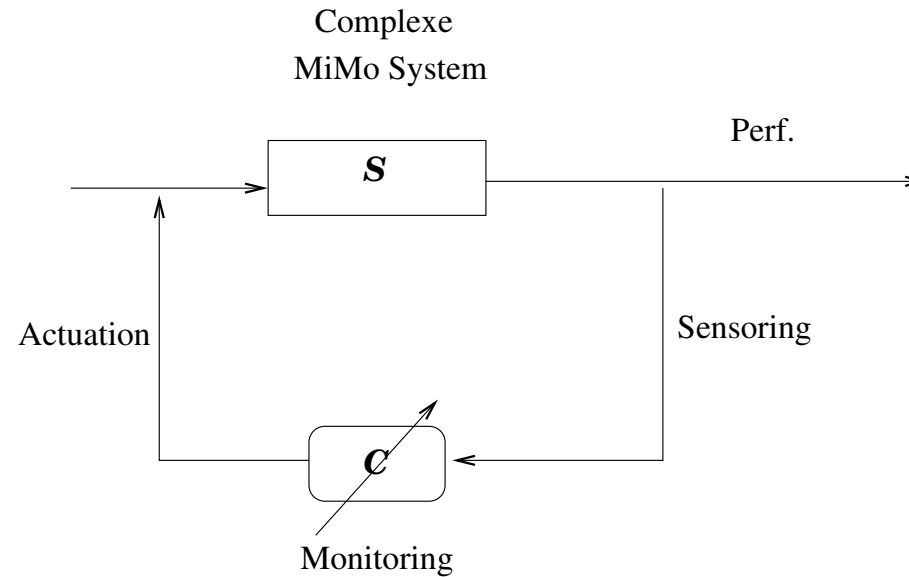 Complexe
MiMo System
Perf.
S
Actuation
Sensoring
C
Monitoring